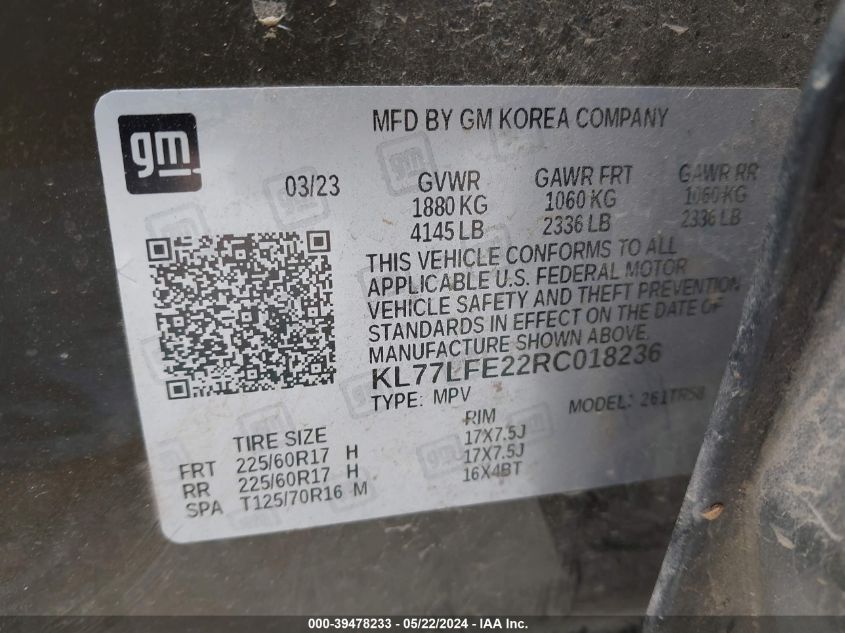 gm
MFD BY GM KOREA COMPANY
03/23
GVWR GAWR FRT GAWR RR
1880 KG 1060 KG 1060 KG
4145 LB 2336 LB 2336 LB
THIS VEHICLE CONFORMS TO ALL
APPLICABLE U.S. FEDERAL MOTOR
VEHICLE SAFETY AND THEFT PREVENTION
STANDARDS IN EFFECT ON THE DATE OF
MANUFACTURE SHOWN ABOVE.
KL77LFE22RC018236
TYPE: MPV MODEL: 261TR58
TIRE SIZE RIM
FRT 225/60R17 H 17X7.5J
RR 225/60R17 H 17X7.5J
SPA T125/70R16 M 16X4BT
000-39478233 - 05/22/2024 - IAA Inc.